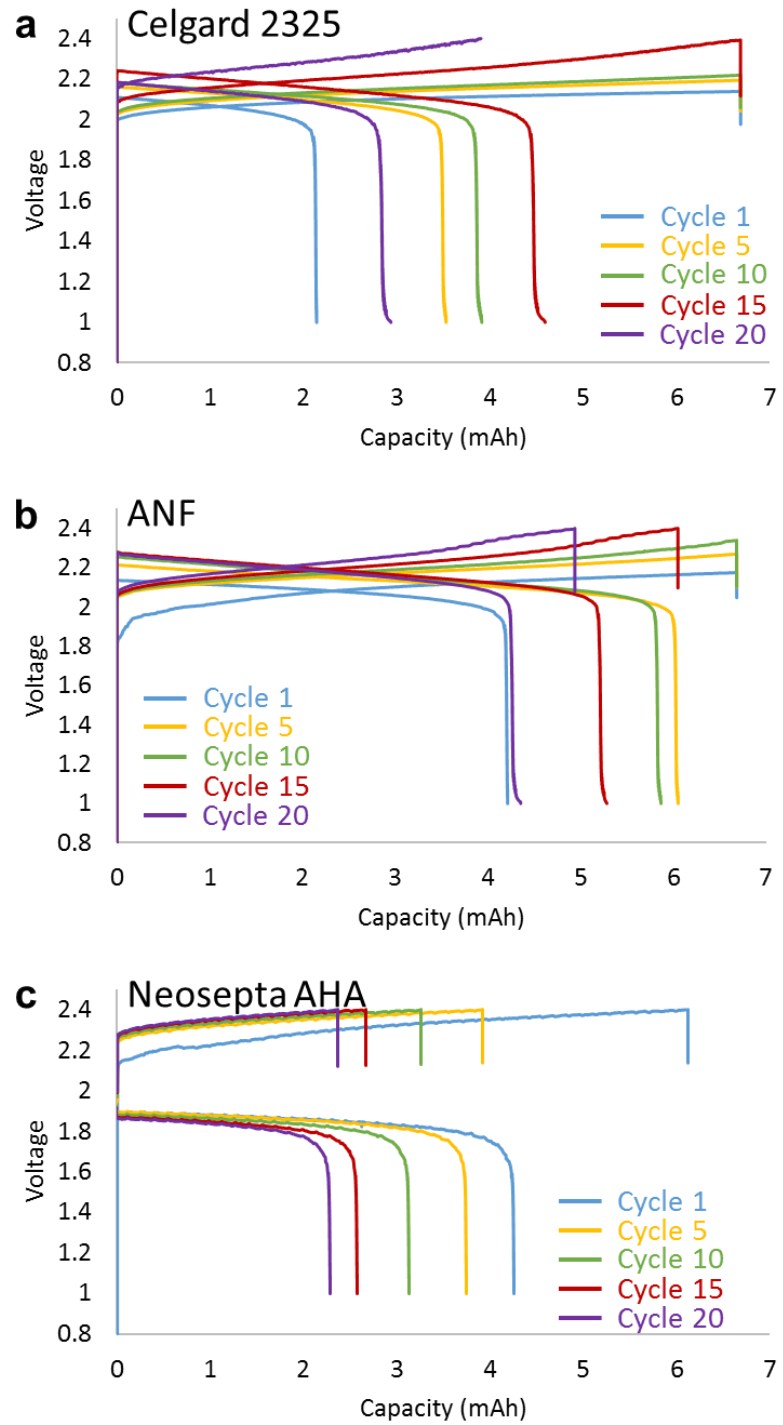 a
Celgard 2325
2.4
2.2
2
1.8
1.6
1.4
1.2
1
0.8
Voltage
Cycle 1
Cycle 5
Cycle 10
Cycle 15
Cycle 20
0 1 2 3 4 5 6 7
Capacity (mAh)
b
ANF
2.4
2.2
2
1.8
1.6
1.4
1.2
1
0.8
Voltage
Cycle 1
Cycle 5
Cycle 10
Cycle 15
Cycle 20
0 1 2 3 4 5 6 7
Capacity (mAh)
c
Neosepta AHA
2.4
2.2
2
1.8
1.6
1.4
1.2
1
0.8
Voltage
Cycle 1
Cycle 5
Cycle 10
Cycle 15
Cycle 20
0 1 2 3 4 5 6 7
Capacity (mAh)